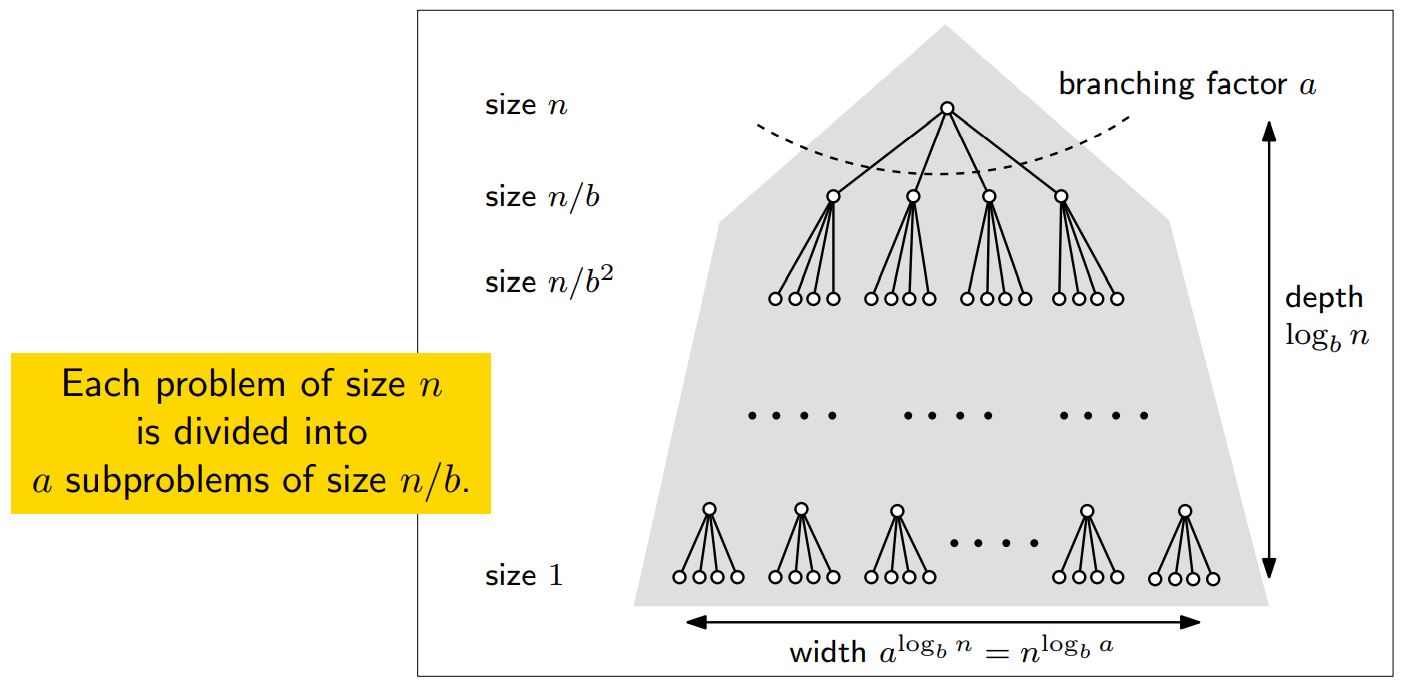 size n
branching factor a
size n/b
size n/b²
depth
log_b n
Each problem of size n
is divided into
a subproblems of size n/b.
size 1
width a^{log_b n} = n^{log_b a}